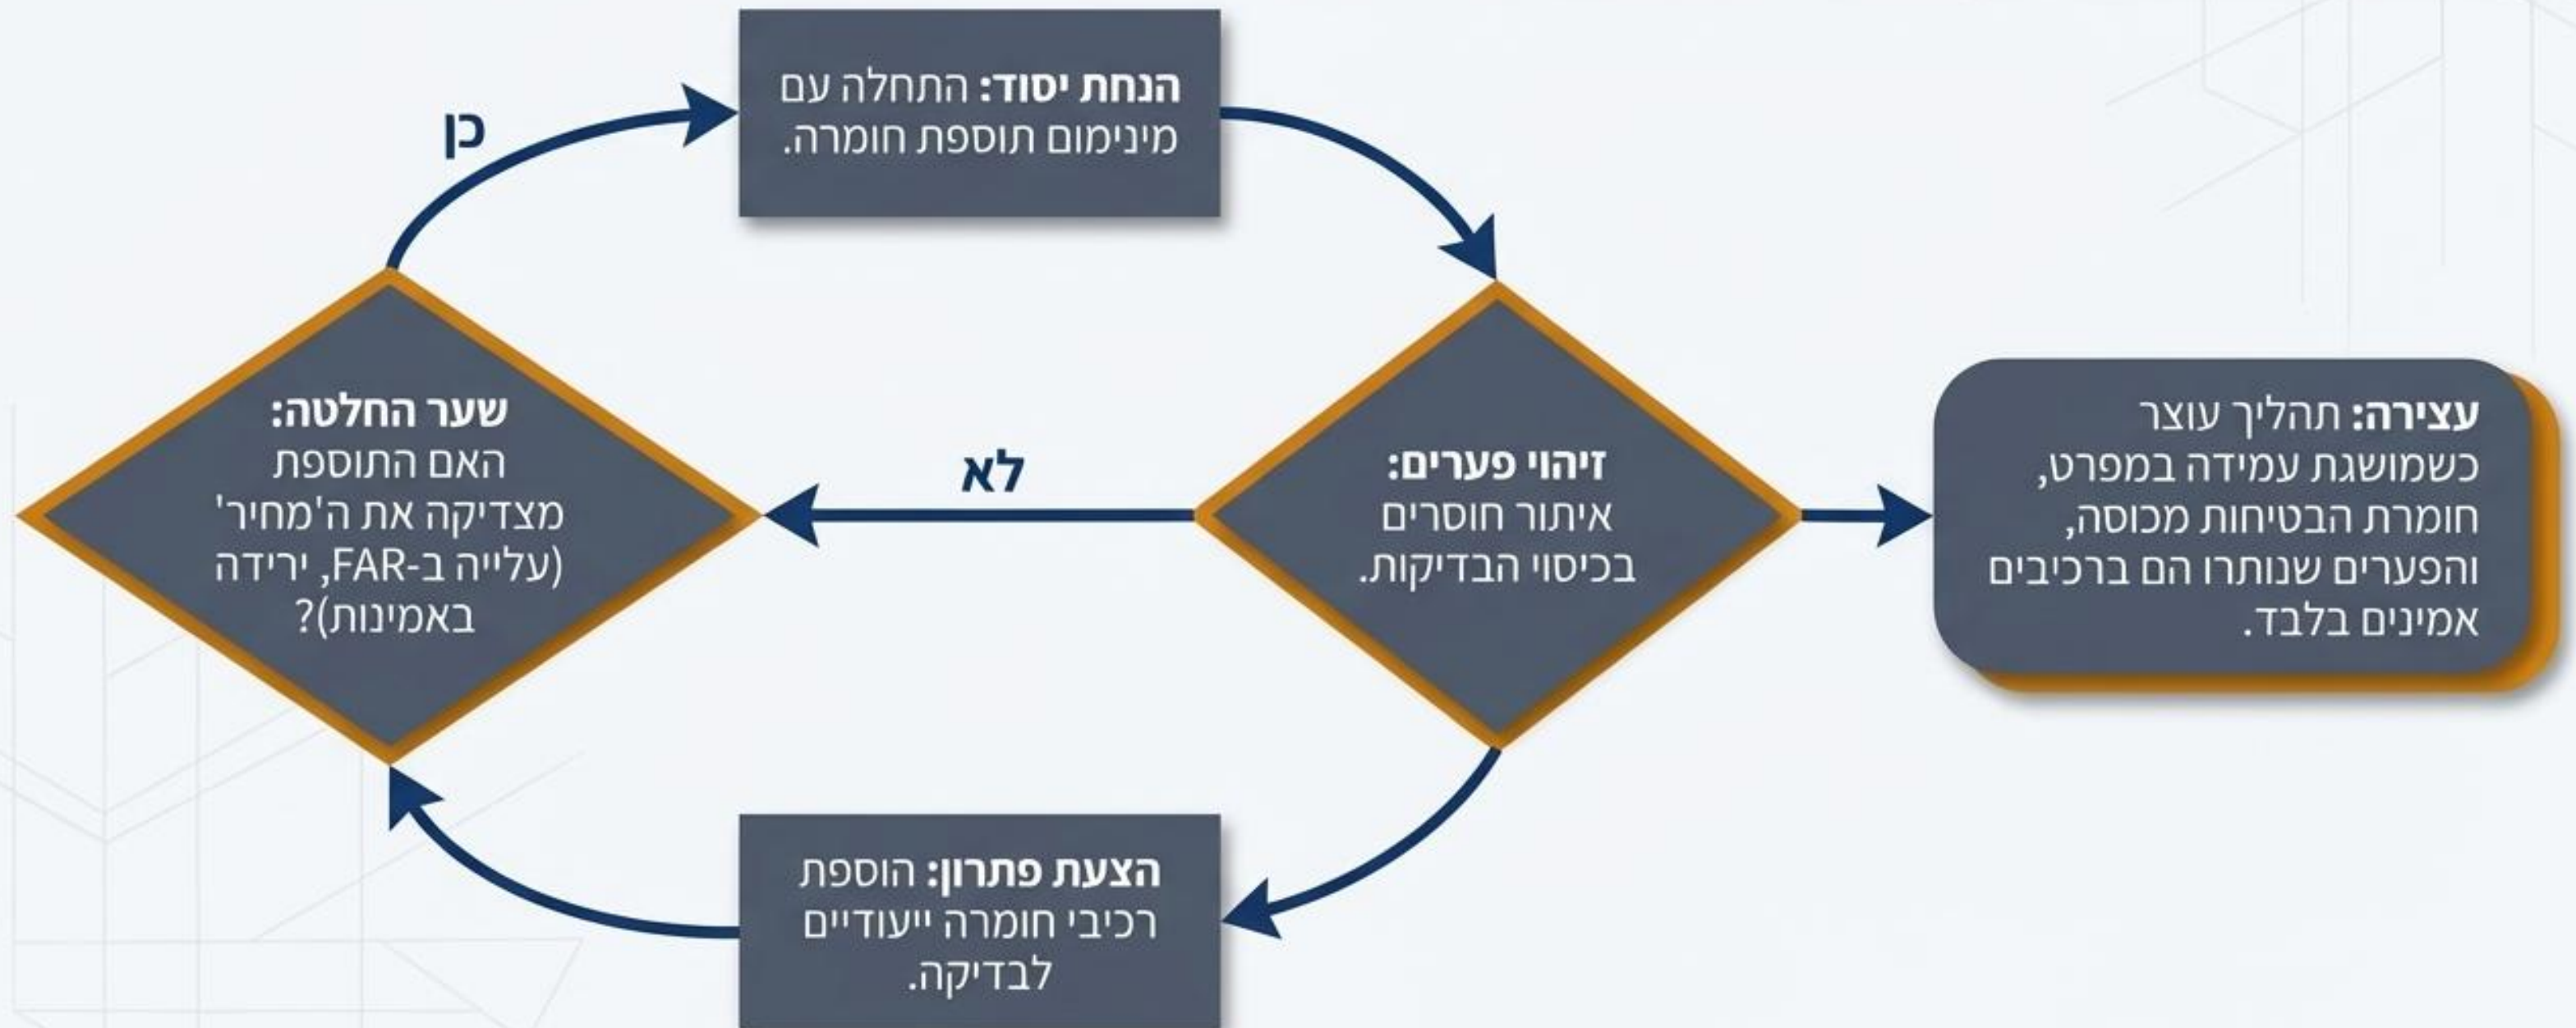 הנחת יסוד: התחלה עם
מינימום תוספת חומרה.
כן
זיהוי פערים:
איתור חוסרים
בכיסוי הבדיקות.
עצירה: תהליך עוצר
כשמושגת עמידה במפרט,
חומרת הבטיחות מכוסה,
והפערים שנותרו הם ברכיבים
אמינים בלבד.
לא
שער החלטה:
האם התוספת
מצדיקה את ה'מחיר'
(עלייה ב-FAR, ירידה
באמינות)?
הצעת פתרון: הוספת
רכיבי חומרה ייעודיים
לבדיקה.